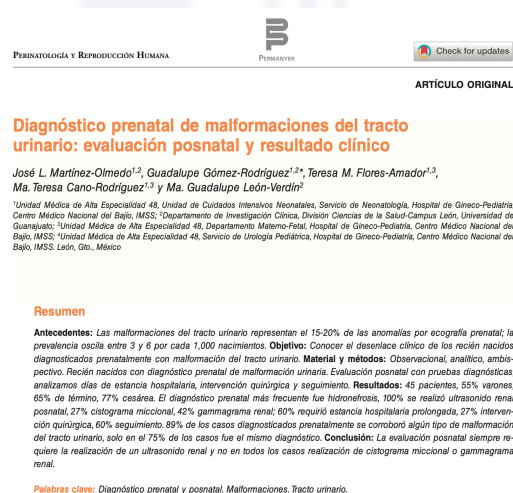 PERINATOLOGÍA Y REPRODUCCIÓN HUMANA
PERMANYER
Check for updates
ARTÍCULO ORIGINAL
Diagnóstico prenatal de malformaciones del tracto
urinario: evaluación posnatal y resultado clínico
José L. Martínez-Olmedo1,2, Guadalupe Gómez-Rodríguez1,2*, Teresa M. Flores-Amador1,3,
Ma. Teresa Cano-Rodríguez1,3 y Ma. Guadalupe León-Verdín2
1Unidad Médica de Alta Especialidad 48, Unidad de Cuidados Intensivos Neonatales, Servicio de Neonatología, Hospital de Gineco-Pediatría,
Centro Médico Nacional del Bajío, IMSS; 2Departamento de Investigación Clínica, División Ciencias de la Salud-Campus León, Universidad de
Guanajuato; 3Unidad Médica de Alta Especialidad 48, Departamento Materno-Fetal, Hospital de Gineco-Pediatría, Centro Médico Nacional del
Bajío, IMSS; 4Unidad Médica de Alta Especialidad 48, Servicio de Urología Pediátrica, Hospital de Gineco-Pediatría, Centro Médico Nacional del
Bajío, IMSS. León, Gto., México
Resumen
Antecedentes: Las malformaciones del tracto urinario representan el 15-20% de las anomalías por ecografía prenatal; la
prevalencia oscila entre 3 y 6 por cada 1,000 nacimientos. Objetivo: Conocer el desenlace clínico de los recién nacidos
diagnosticados prenatalmente con malformación del tracto urinario. Material y métodos: Observacional, analítico, ambis-
pectivo. Recién nacidos con diagnóstico prenatal de malformación urinaria. Evaluación posnatal con pruebas diagnósticas,
analizamos días de estancia hospitalaria, intervención quirúrgica y seguimiento. Resultados: 45 pacientes, 55% varones,
65% de término, 77% cesárea. El diagnóstico prenatal más frecuente fue hidronefrosis, 100% se realizó ultrasonido renal
posnatal, 27% cistograma miccional, 42% gammagrama renal; 60% requirió estancia hospitalaria prolongada, 27% interven-
ción quirúrgica, 60% seguimiento. 89% de los casos diagnosticados prenatalmente se corroboró algún tipo de malformación
del tracto urinario, solo en el 75% de los casos fue el mismo diagnóstico. Conclusión: La evaluación posnatal siempre re-
quiere la realización de un ultrasonido renal y no en todos los casos realización de cistograma miccional o gammagrama
renal.
Palabras clave: Diagnóstico prenatal y posnatal. Malformaciones. Tracto urinario.